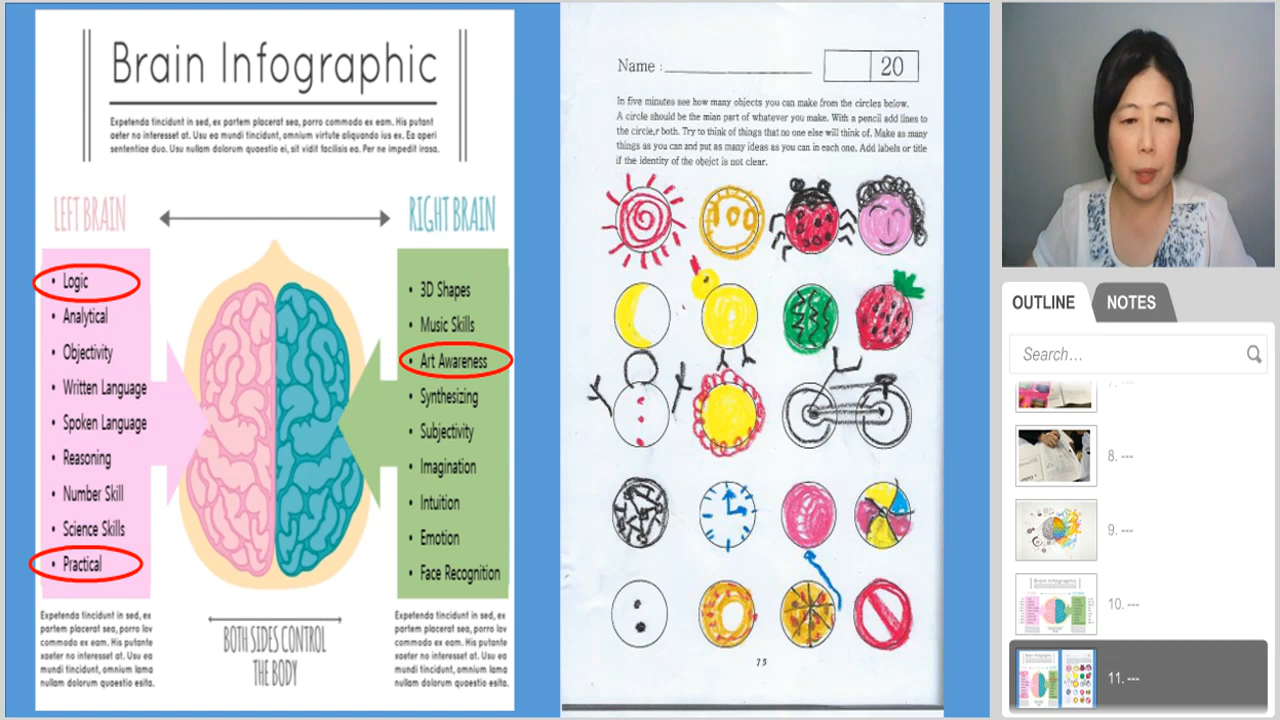 Brain Infographic
Expetenda tincidunt in sed, ex partem placerat sea, porro commodo ex eam. His putant
aeter no interesset at. Usu ea mundi tincidunt, omnium virtute aliquando ius ex. Ea aperi
sententiae duo. Usu nullam dolorum quaestio ei, sit vidit facilisis ea. Per ne impedit irasa.
LEFT BRAIN
RIGHT BRAIN
• Logic
• Analytical
• Objectivity
• Written Language
• Spoken Language
• Reasoning
• Number Skill
• Science Skills
• Practical
• 3D Shapes
• Music Skills
• Art Awareness
• Synthesizing
• Subjectivity
• Imagination
• Intuition
• Emotion
• Face Recognition
Expetenda tincidunt in sed, ex
partem placerat sea, porro lov
commodo ex eam. His putante
aeter no interesset at. Usu ea
mundi tincidunt, omnium lama
nullam dolorum quaestio esita.
BOTH SIDES CONTROL
THE BODY
Expetenda tincidunt in sed, ex
partem placerat sea, porro lov
commodo ex eam. His putante
aeter no interesset at. Usu ea
mundi tincidunt, omnium lama
nullam dolorum quaestio esita.
Name :
20
In five minutes see how many objects you can make from the circles below.
A circle should be the mian part of whatever you make. With a pencil add lines to
the circle,r both. Try to think of things that no one else will think of. Make as many
things as you can and put as many ideas as you can in each one. Add labels or title
if the identity of the obejct is not clear.
75
OUTLINE
NOTES
Search...
8. ---
9. ---
10. ---
11. ---